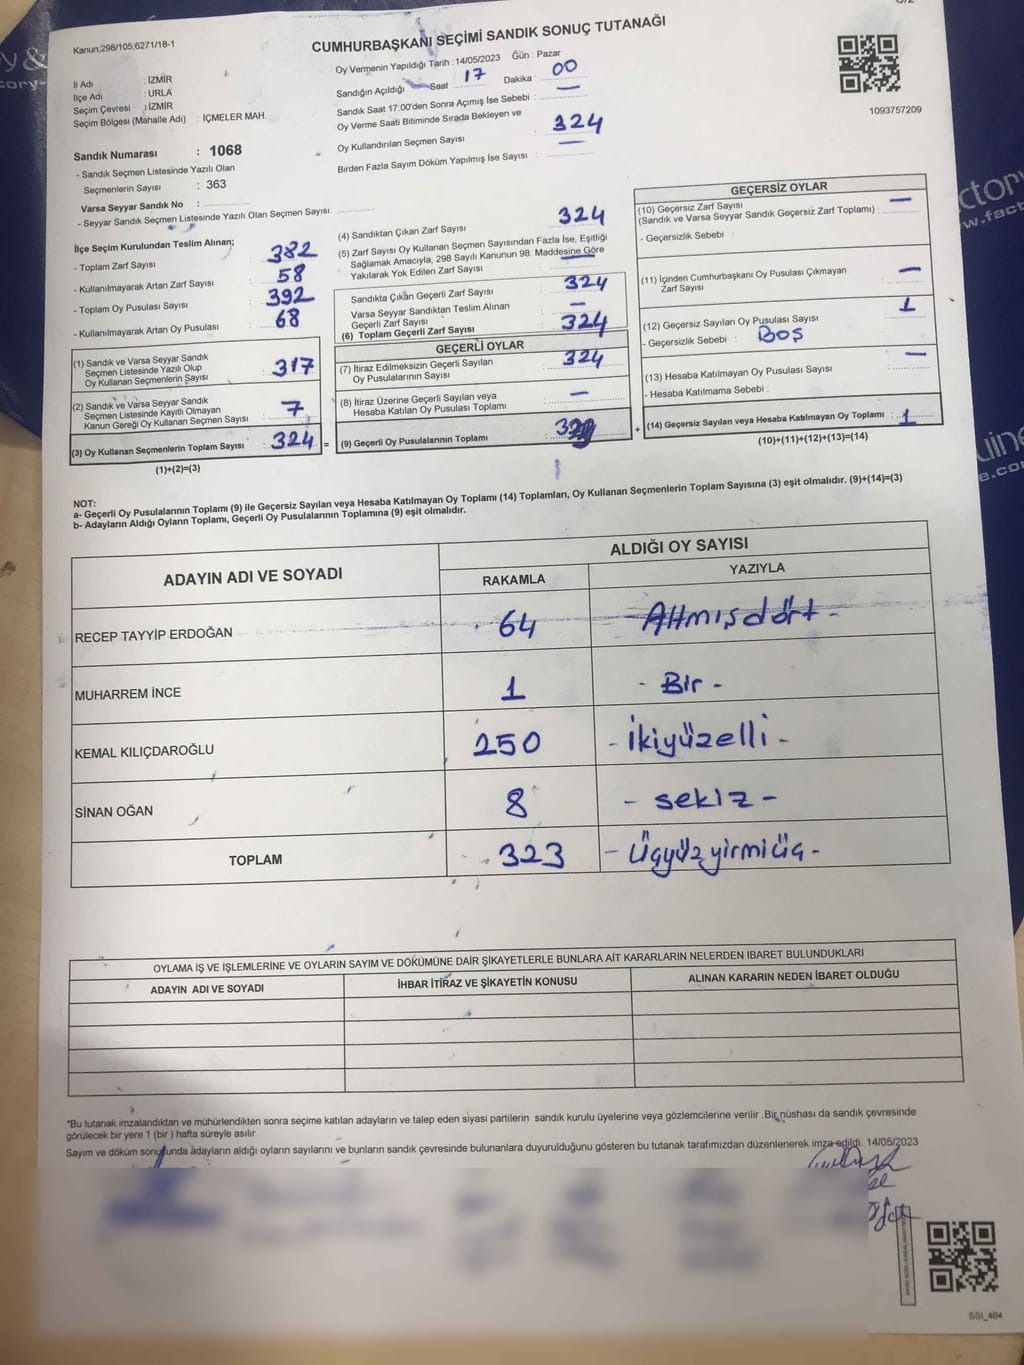 Kanun;298/105;6271/18-1
CUMHURBAŞKANI SEÇİMİ SANDIK SONUÇ TUTANAĞI
1093757209
İl Adı : İZMİR
İlçe Adı : URLA
Seçim Çevresi : İZMİR
Seçim Bölgesi (Mahalle Adı) : İÇMELER MAH.
Sandık Numarası : 1068
- Sandık Seçmen Listesinde Yazılı Olan
Seçmenlerin Sayısı : 363
Varsa Seyyar Sandık No :
- Seyyar Sandık Seçmen Listesinde Yazılı Olan Seçmen Sayısı:
Oy Vermenin Yapıldığı Tarih : 14/05/2023 Gün : Pazar
Sandığın Açıldığı Saat 17 Dakika : 00
Sandık Saat 17:00'den Sonra Açımış İse Sebebi : —
Oy Verme Saati Bitiminde Sırada Bekleyen ve
Oy Kullandırılan Seçmen Sayısı : 324
Birden Fazla Sayım Döküm Yapılmış İse Sayısı : —
İlçe Seçim Kurulundan Teslim Alınan;
- Toplam Zarf Sayısı : 382
- Kullanılmayarak Artan Zarf Sayısı : 58
- Toplam Oy Pusulası Sayısı : 392
- Kullanılmayarak Artan Oy Pusulası : 68
(1) Sandık ve Varsa Seyyar Sandık
Seçmen Listesinde Yazılı Olup
Oy Kullanan Seçmenlerin Sayısı : 317
(2) Sandık ve Varsa Seyyar Sandık
Seçmen Listesinde Kayıtlı Olmayan
Kanun Gereği Oy Kullanan Seçmen Sayısı : 7
(3) Oy Kullanan Seçmenlerin Toplam Sayısı : 324 =
(1)+(2)=(3)
(4) Sandıktan Çıkan Zarf Sayısı : 324
(5) Zarf Sayısı Oy Kullanan Seçmen Sayısından Fazla İse, Eşitliği
Sağlamak Amacıyla, 298 Sayılı Kanunun 98. Maddesine Göre
Yakılarak Yok Edilen Zarf Sayısı : —
Sandıkta Çıkan Geçerli Zarf Sayısı : 324
Varsa Seyyar Sandıktan Teslim Alınan
Geçerli Zarf Sayısı : —
(6) Toplam Geçerli Zarf Sayısı : 324
GEÇERLİ OYLAR
(7) İtiraz Edilmeksizin Geçerli Sayılan
Oy Pusulalarının Sayısı : 324
(8) İtiraz Üzerine Geçerli Sayılan veya
Hesaba Katılan Oy Pusulası Toplamı : —
(9) Geçerli Oy Pusulalarının Toplamı : +
GEÇERSİZ OYLAR
(10) Geçersiz Zarf Sayısı
(Sandık ve Varsa Seyyar Sandık Geçersiz Zarf Toplamı) : —
- Geçersizlik Sebebi :
(11) İçinden Cumhurbaşkanı Oy Pusulası Çıkmayan
Zarf Sayısı : —
(12) Geçersiz Sayılan Oy Pusulası Sayısı : 1
- Geçersizlik Sebebi : Boş
(13) Hesaba Katılmayan Oy Pusulası Sayısı : —
- Hesaba Katılmama Sebebi :
(14) Geçersiz Sayılan veya Hesaba Katılmayan Oy Toplamı : 1
(10)+(11)+(12)+(13)=(14)
NOT:
a- Geçerli Oy Pusulalarının Toplamı (9) ile Geçersiz Sayılan veya Hesaba Katılmayan Oy Toplamı (14) Toplamları, Oy Kullanan Seçmenlerin Toplam Sayısına (3) eşit olmalıdır. (9)+(14)=(3)
b- Adayların Aldığı Oyların Toplamı, Geçerli Oy Pusulalarının Toplamına (9) eşit olmalıdır.
ADAYIN ADI VE SOYADI
ALDIĞI OY SAYISI
RAKAMLA YAZIYLA
RECEP TAYYİP ERDOĞAN 64 Altmışdört -
MUHARREM İNCE 1 - Bir -
KEMAL KILIÇDAROĞLU 250 - İkiyüzelli -
SİNAN OĞAN 8 - sekiz -
TOPLAM 323 - Üçyüzyirmiüç -
OYLAMA İŞ VE İŞLEMLERİNE VE OYLARIN SAYIM VE DÖKÜMÜNE DAİR ŞİKAYETLERLE BUNLARA AİT KARARLARIN NELERDEN İBARET BULUNDUKLARI
ADAYIN ADI VE SOYADI İHBAR İTİRAZ VE ŞİKAYETİN KONUSU ALINAN KARARIN NEDEN İBARET OLDUĞU
*Bu tutanak imzalandıktan ve mühürlendikten sonra seçime katılan adayların ve talep eden siyasi partilerin sandık kurulu üyelerine veya gözlemcilerine verilir .Bir nüshası da sandık çevresinde
görülecek bir yere 1 (bir ) hafta süreyle asılır.
Sayım ve döküm sonucunda adayların aldığı oyların sayılarını ve bunların sandık çevresinde bulunanlara duyurulduğunu gösteren bu tutanak tarafımızdan düzenlenerek imza edildi. 14/05/2023
SSI_404